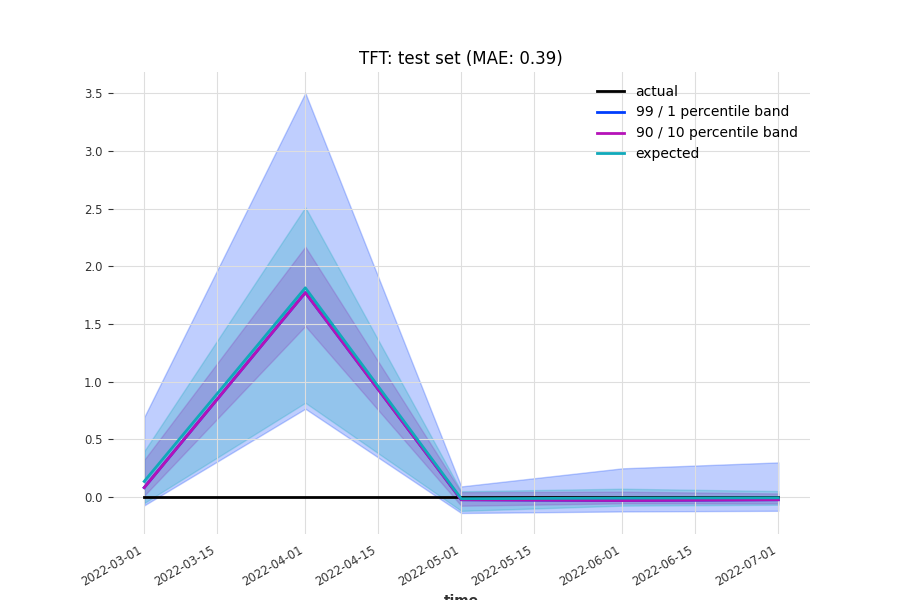 TFT: test set (MAE: 0.39)
actual
99 / 1 percentile band
90 / 10 percentile band
expected
3.5
3.0
2.5
2.0
1.5
1.0
0.5
0.0
2022-03-01
2022-03-15
2022-04-01
2022-04-15
2022-05-01
2022-05-15
2022-06-01
2022-06-15
2022-07-01
time